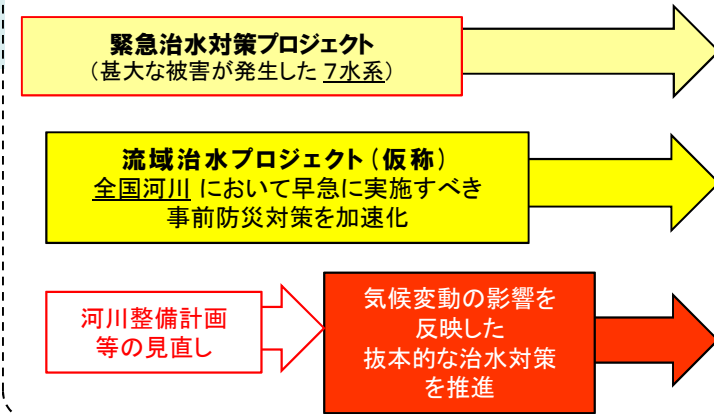 緊急治水対策プロジェクト
（甚大な被害が発生した 7水系）
流域治水プロジェクト（仮称）
全国河川 において早急に実施すべき
事前防災対策を加速化
河川整備計画
等の見直し
気候変動の影響を
反映した
抜本的な治水対策
を推進